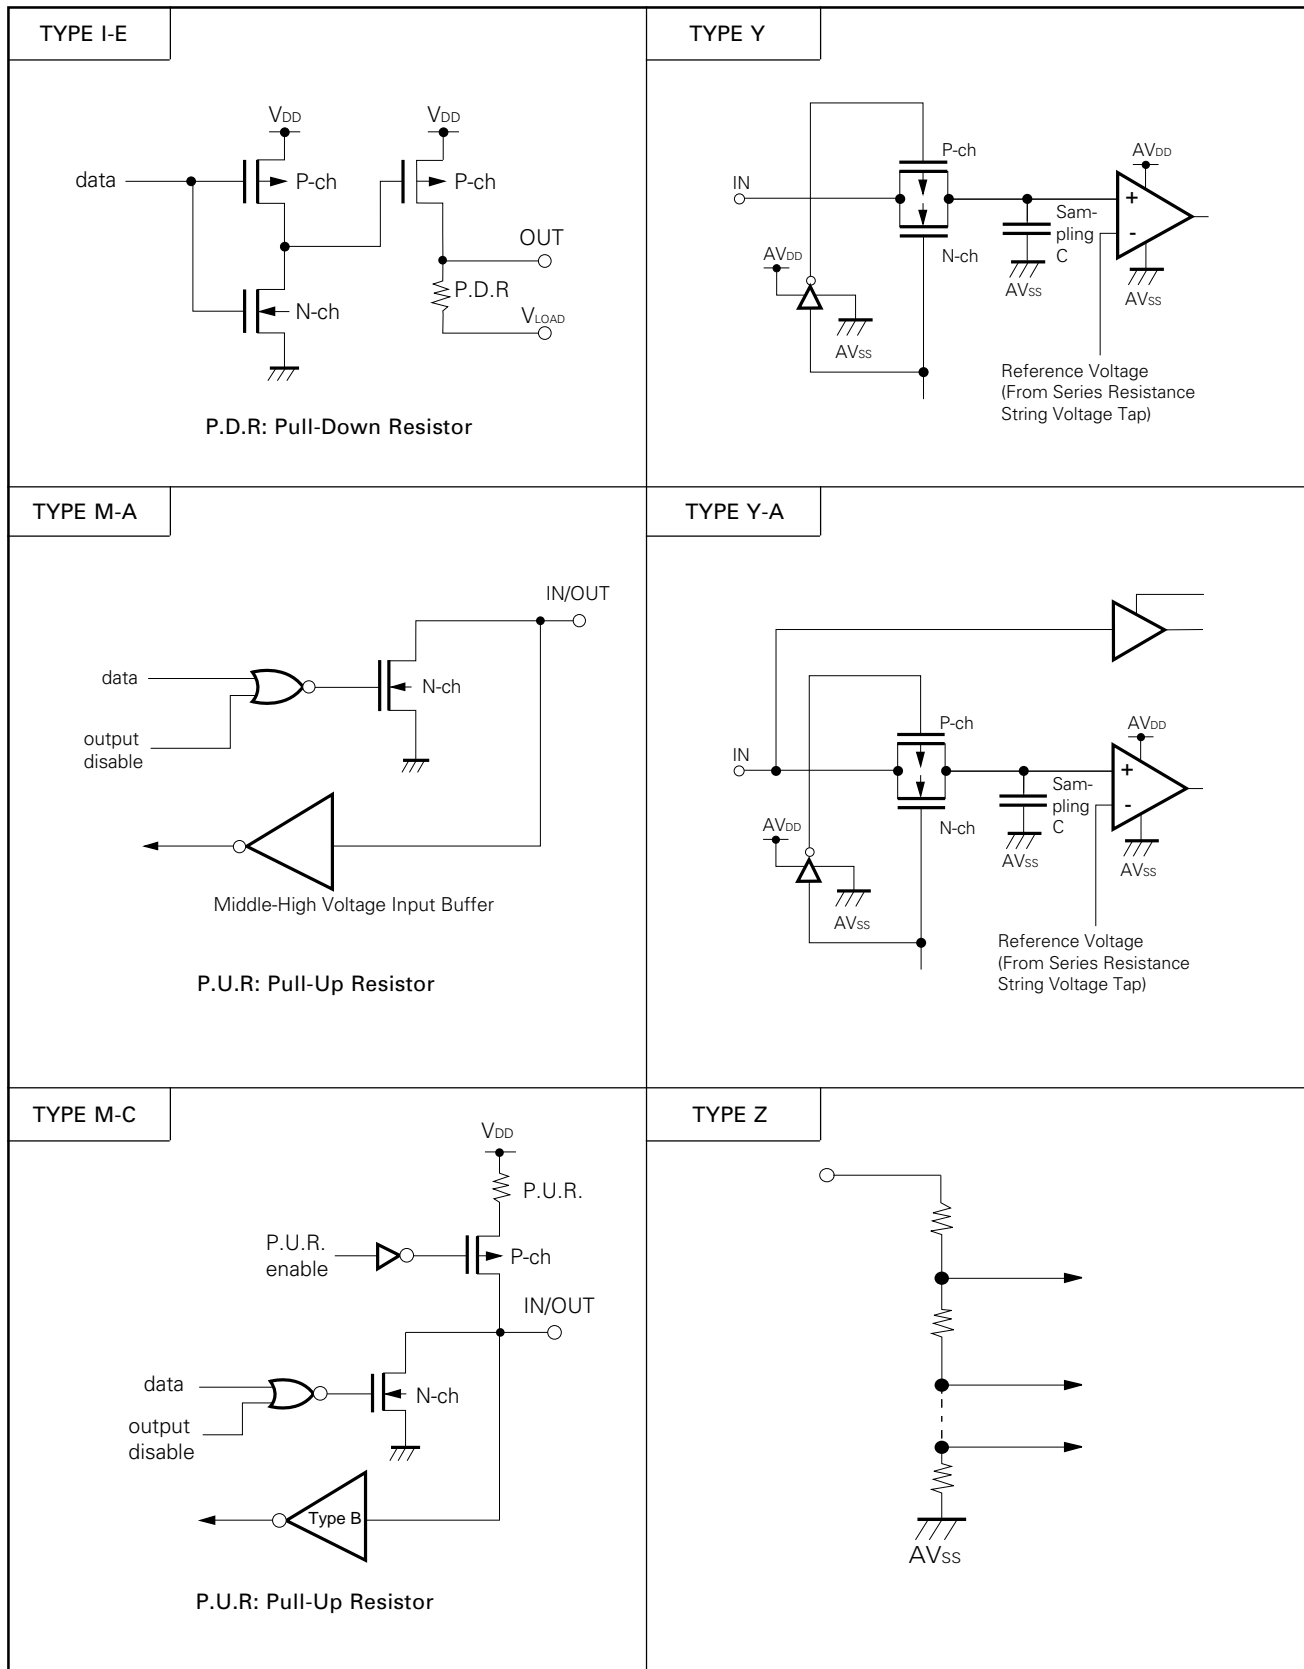 TYPE I-E
VDD
VDD
data
P-ch
P-ch
OUT
P.D.R
N-ch
VLOAD
P.D.R: Pull-Down Resistor
TYPE Y
P-ch
AVDD
IN
+
Sam-
pling
C
-
N-ch
AVDD
AVSS
AVSS
AVSS
Reference Voltage
(From Series Resistance
String Voltage Tap)
TYPE M-A
IN/OUT
data
N-ch
output
disable
Middle-High Voltage Input Buffer
P.U.R: Pull-Up Resistor
TYPE Y-A
P-ch
AVDD
IN
+
Sam-
pling
C
-
N-ch
AVDD
AVSS
AVSS
AVSS
Reference Voltage
(From Series Resistance
String Voltage Tap)
TYPE M-C
VDD
P.U.R.
P.U.R.
enable
P-ch
IN/OUT
data
N-ch
output
disable
Type B
P.U.R: Pull-Up Resistor
TYPE Z
AVSS